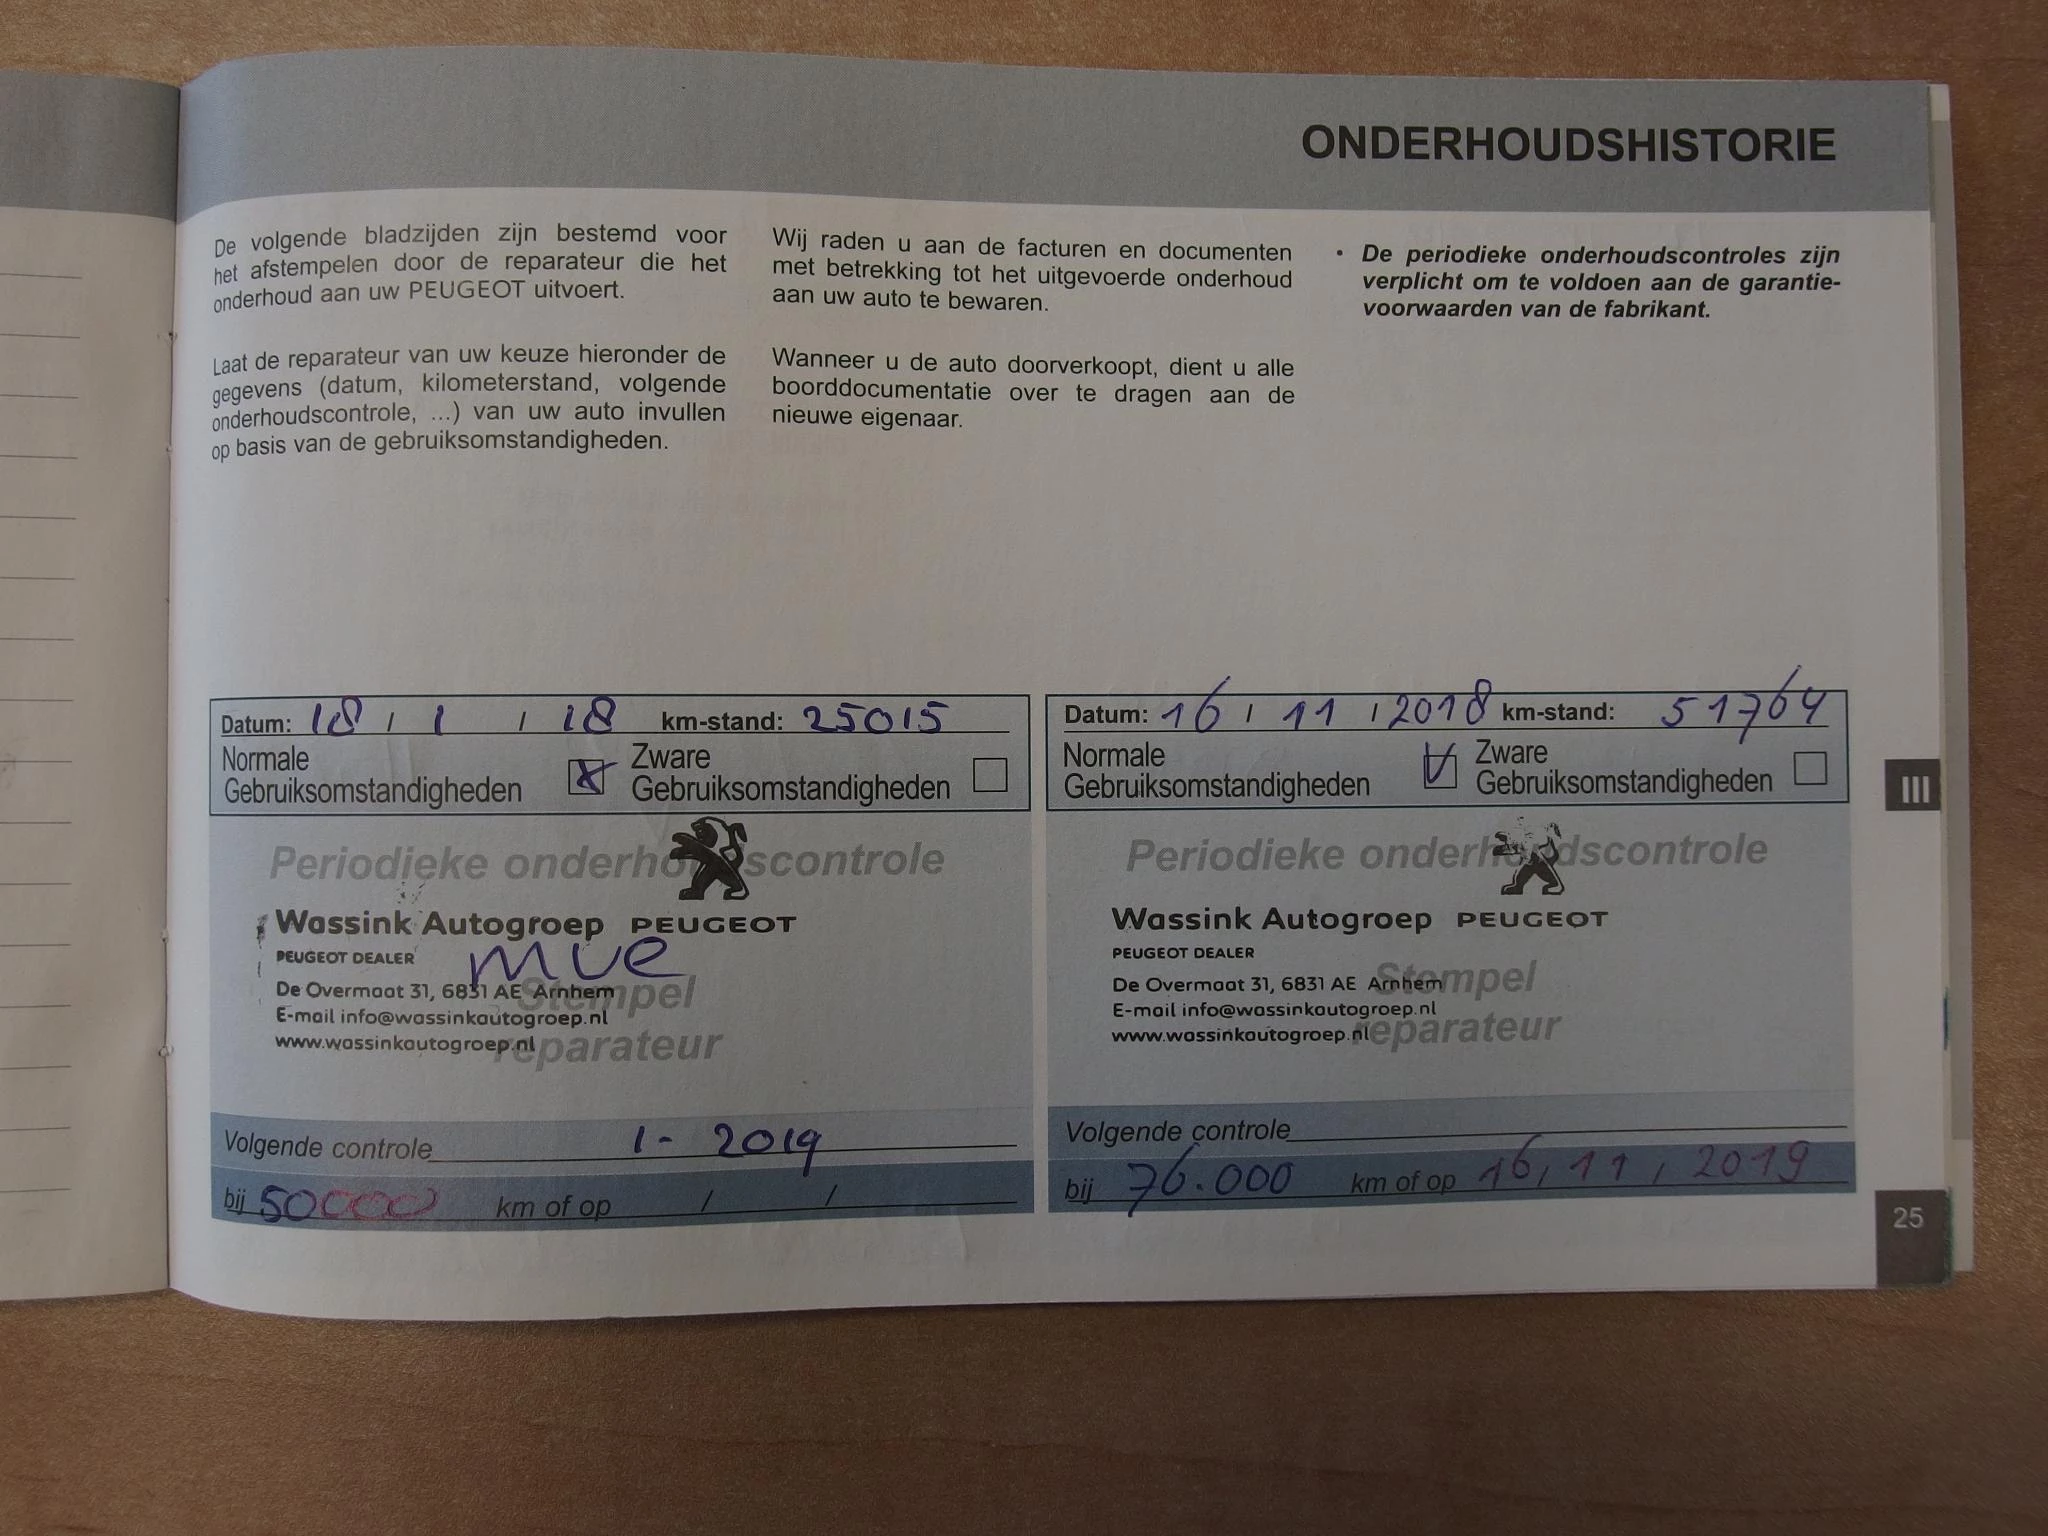 ONDERHOUDSHISTORIE
De volgende bladzijden zijn bestemd voor
het afstempelen door de reparateur die het
onderhoud aan uw PEUGEOT uitvoert.
Laat de reparateur van uw keuze hieronder de
gegevens (datum, kilometerstand, volgende
onderhoudscontrole, ...) van uw auto invullen
op basis van de gebruiksomstandigheden.
Wij raden u aan de facturen en documenten
met betrekking tot het uitgevoerde onderhoud
aan uw auto te bewaren.
Wanneer u de auto doorverkoopt, dient u alle
boorddocumentatie over te dragen aan de
nieuwe eigenaar.
• De periodieke onderhoudscontroles zijn
verplicht om te voldoen aan de garantie-
voorwaarden van de fabrikant.
Datum: 18 / 1 / 18 km-stand: 25015
Normale Gebruiksomstandigheden
Zware Gebruiksomstandigheden
Periodieke onderhoudscontrole
Wassink Autogroep PEUGEOT
PEUGEOT DEALER
De Overmaat 31, 6831 AE Arnhem
E-mail info@wassinkautogroep.nl
www.wassinkautogroep.nl
Stempel
reparateur
Volgende controle 1- 2019
bij 50000 km of op / /
Datum: 16 / 11 / 2018 km-stand: 51764
Normale Gebruiksomstandigheden
Zware Gebruiksomstandigheden
Periodieke onderhoudscontrole
Wassink Autogroep PEUGEOT
PEUGEOT DEALER
De Overmaat 31, 6831 AE Arnhem
E-mail info@wassinkautogroep.nl
www.wassinkautogroep.nl
Stempel
reparateur
Volgende controle
bij 76.000 km of op 16, 11, 2019
III
25